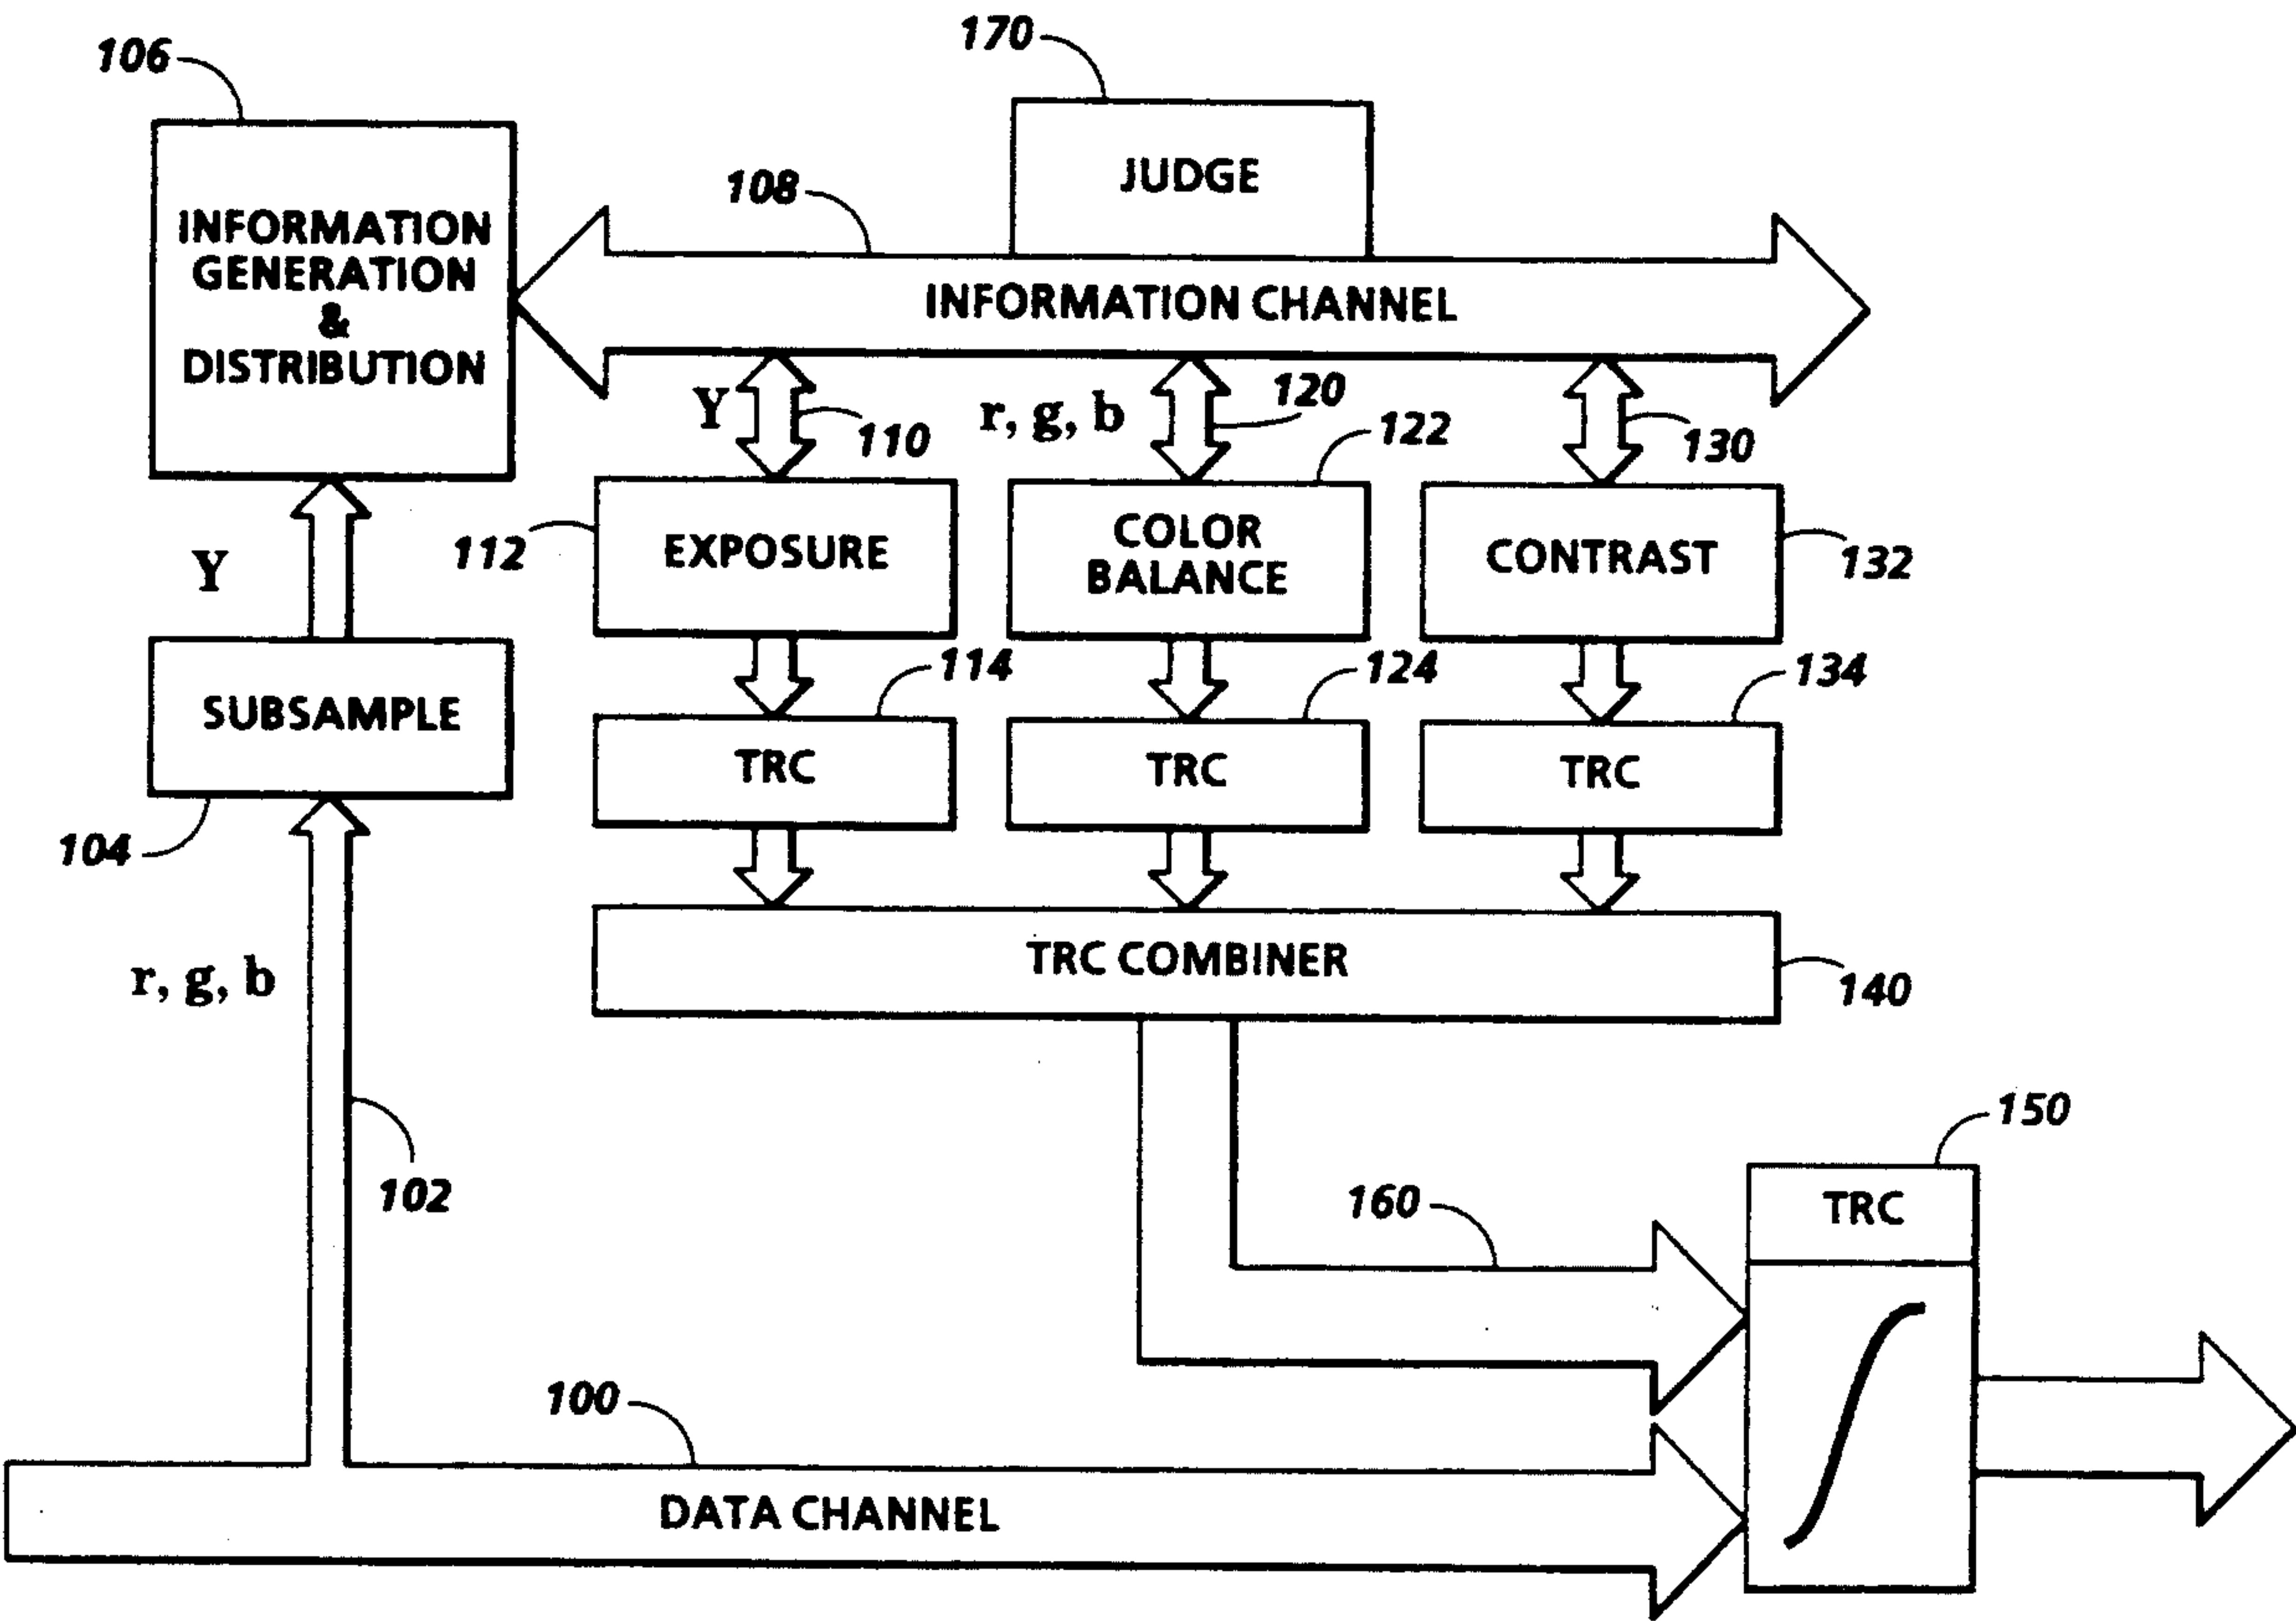 106
170
JUDGE
108
INFORMATION
GENERATION
&
DISTRIBUTION
INFORMATION CHANNEL
Y
110
r, g, b
120
130
122
112
EXPOSURE
COLOR
BALANCE
CONTRAST
132
Y
SUBSAMPLE
104
114
124
134
TRC
TRC
TRC
TRC COMBINER
140
r, g, b
102
150
TRC
160
100
DATA CHANNEL